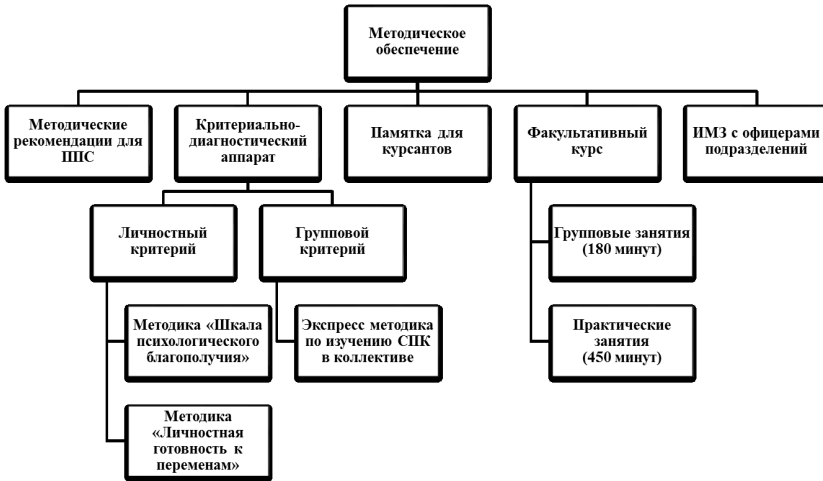 Методическое
обеспечение
Методические
рекомендации для
ППС
Критериально-
диагностический
аппарат
Памятка для
курсантов
Факультативный
курс
ИМЗ с офицерами
подразделений
Личностный
критерий
Групповой
критерий
Групповые занятия
(180 минут)
Методика «Шкала
психологического
благополучия»
Экспресс методика
по изучению СПК
в коллективе
Практические
занятия
(450 минут)
Методика
«Личностная
готовность к
переменам»